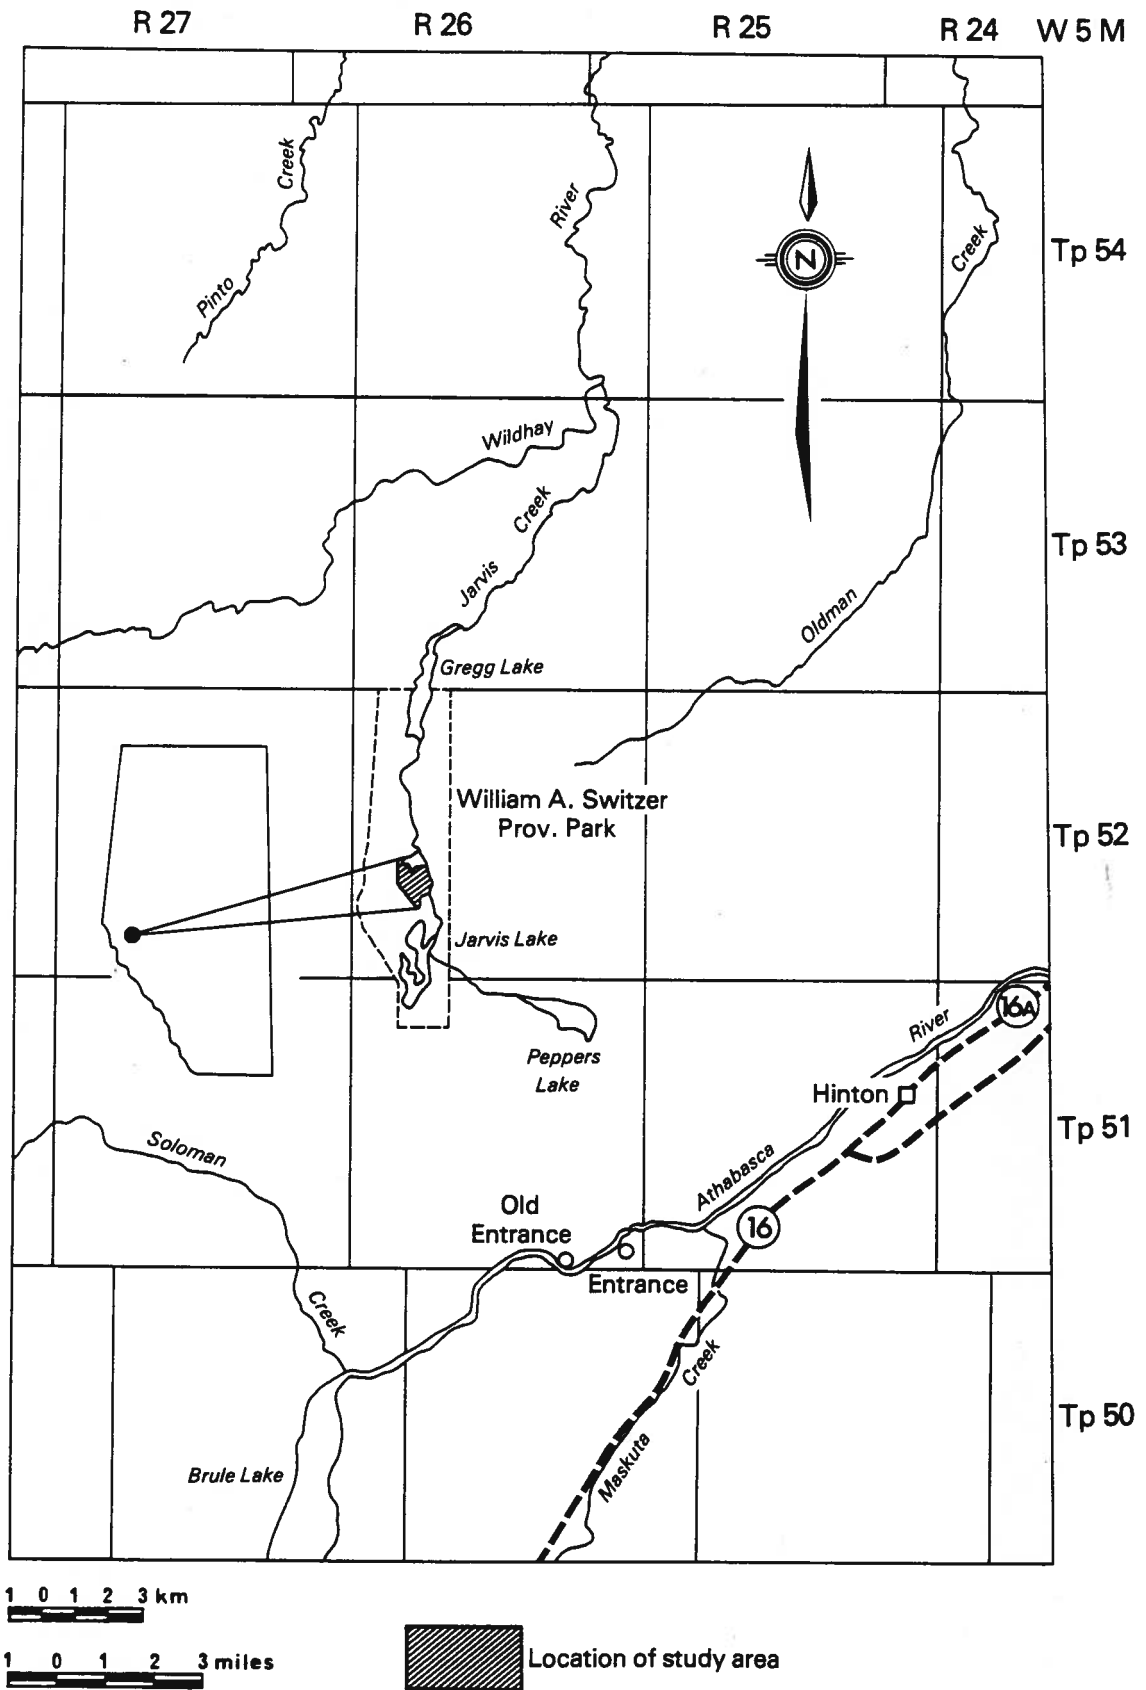 R 27 R 26 R 25 R 24 W 5 M
Creek
River
Pinto
N
Creek
Tp 54
Wildhay
Creek
Jarvis
Tp 53
Oldman
Gregg Lake
William A. Switzer
Prov. Park
Tp 52
Jarvis Lake
16A
River
Peppers
Lake
Hinton
Tp 51
Soloman
Athabasca
Old
Entrance
16
Entrance
Creek
Creek
Tp 50
Maskuta
Brule Lake
1 0 1 2 3 km
1 0 1 2 3 miles
Location of study area